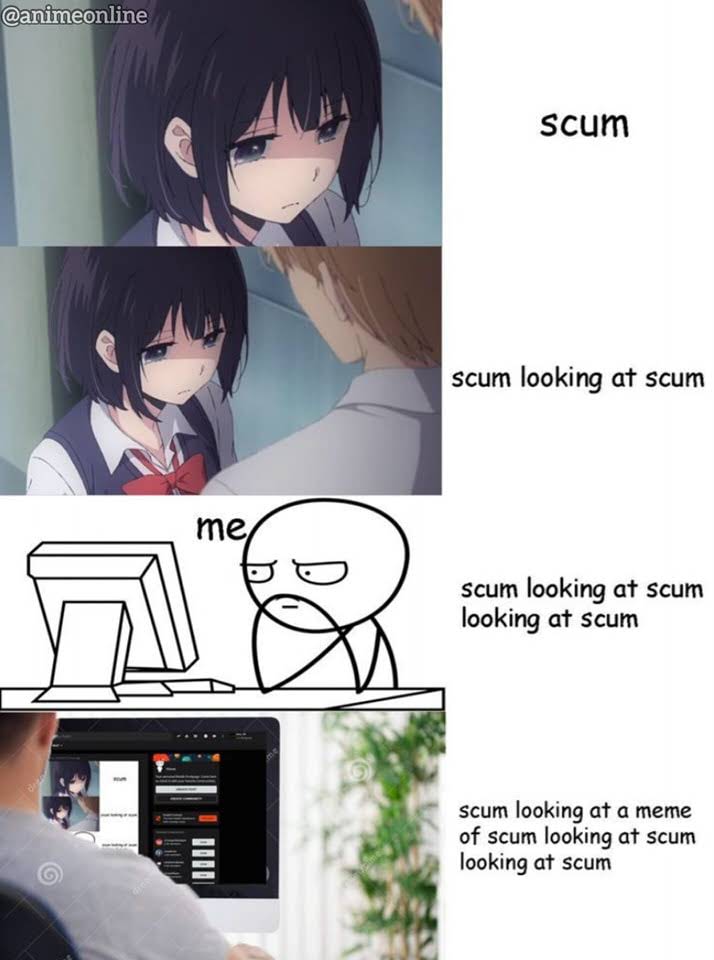 @animeonline
scum
scum looking at scum
me
scum looking at scum
looking at scum
scum looking at a meme
of scum looking at scum
looking at scum